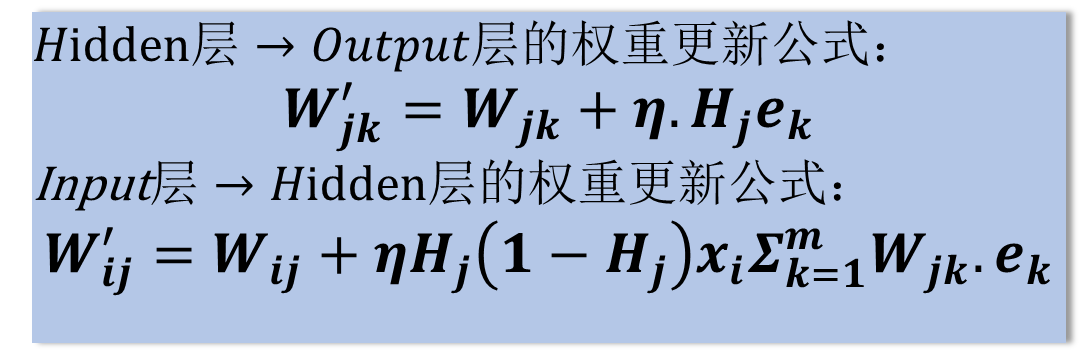 Hidden层 → Output层的权重更新公式：
W′jk = Wjk + η. Hjek
Input层 → Hidden层的权重更新公式：
W′ij = Wij + ηHj(1 − Hj)xiΣmk=1Wjk. ek